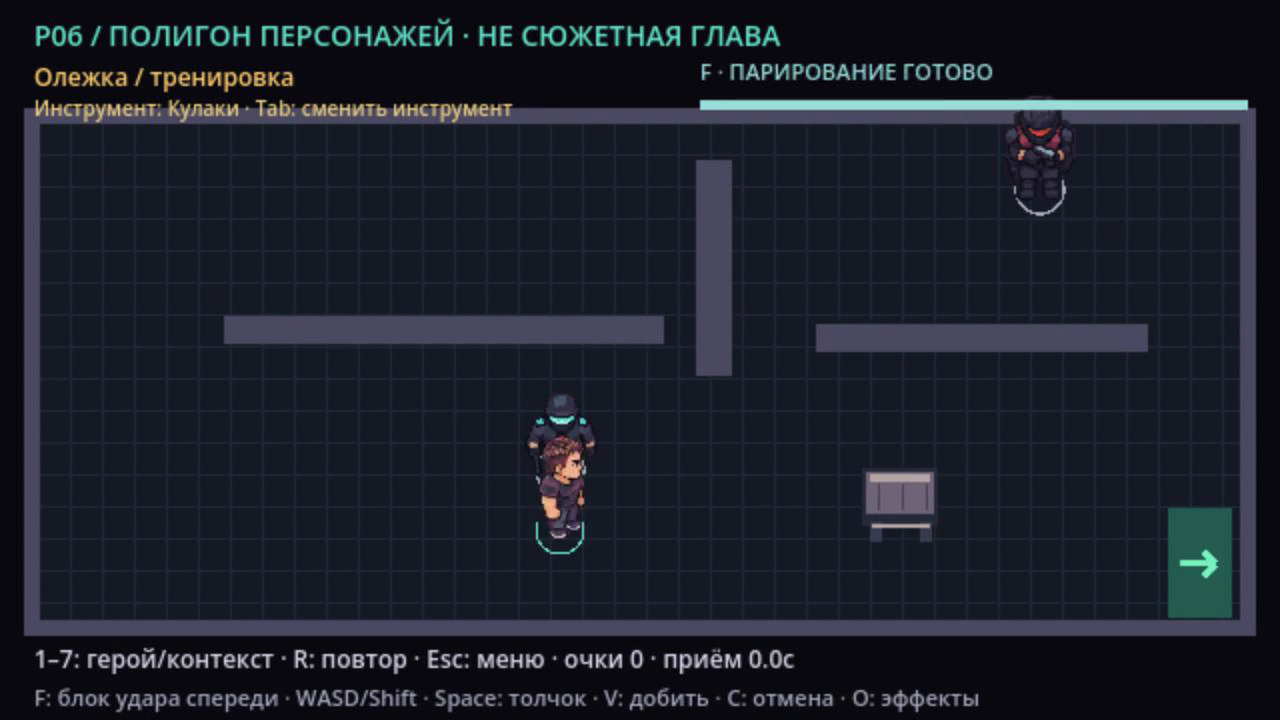 P06 / ПОЛИГОН ПЕРСОНАЖЕЙ · НЕ СЮЖЕТНАЯ ГЛАВА
Олежка / тренировка
F · ПАРИРОВАНИЕ ГОТОВО
Инструмент: Кулаки · Tab: сменить инструмент
→
1–7: герой/контекст · R: повтор · Esc: меню · очки 0 · приём 0.0с
F: блок удара спереди · WASD/Shift · Space: толчок · V: добить · C: отмена · O: эффекты